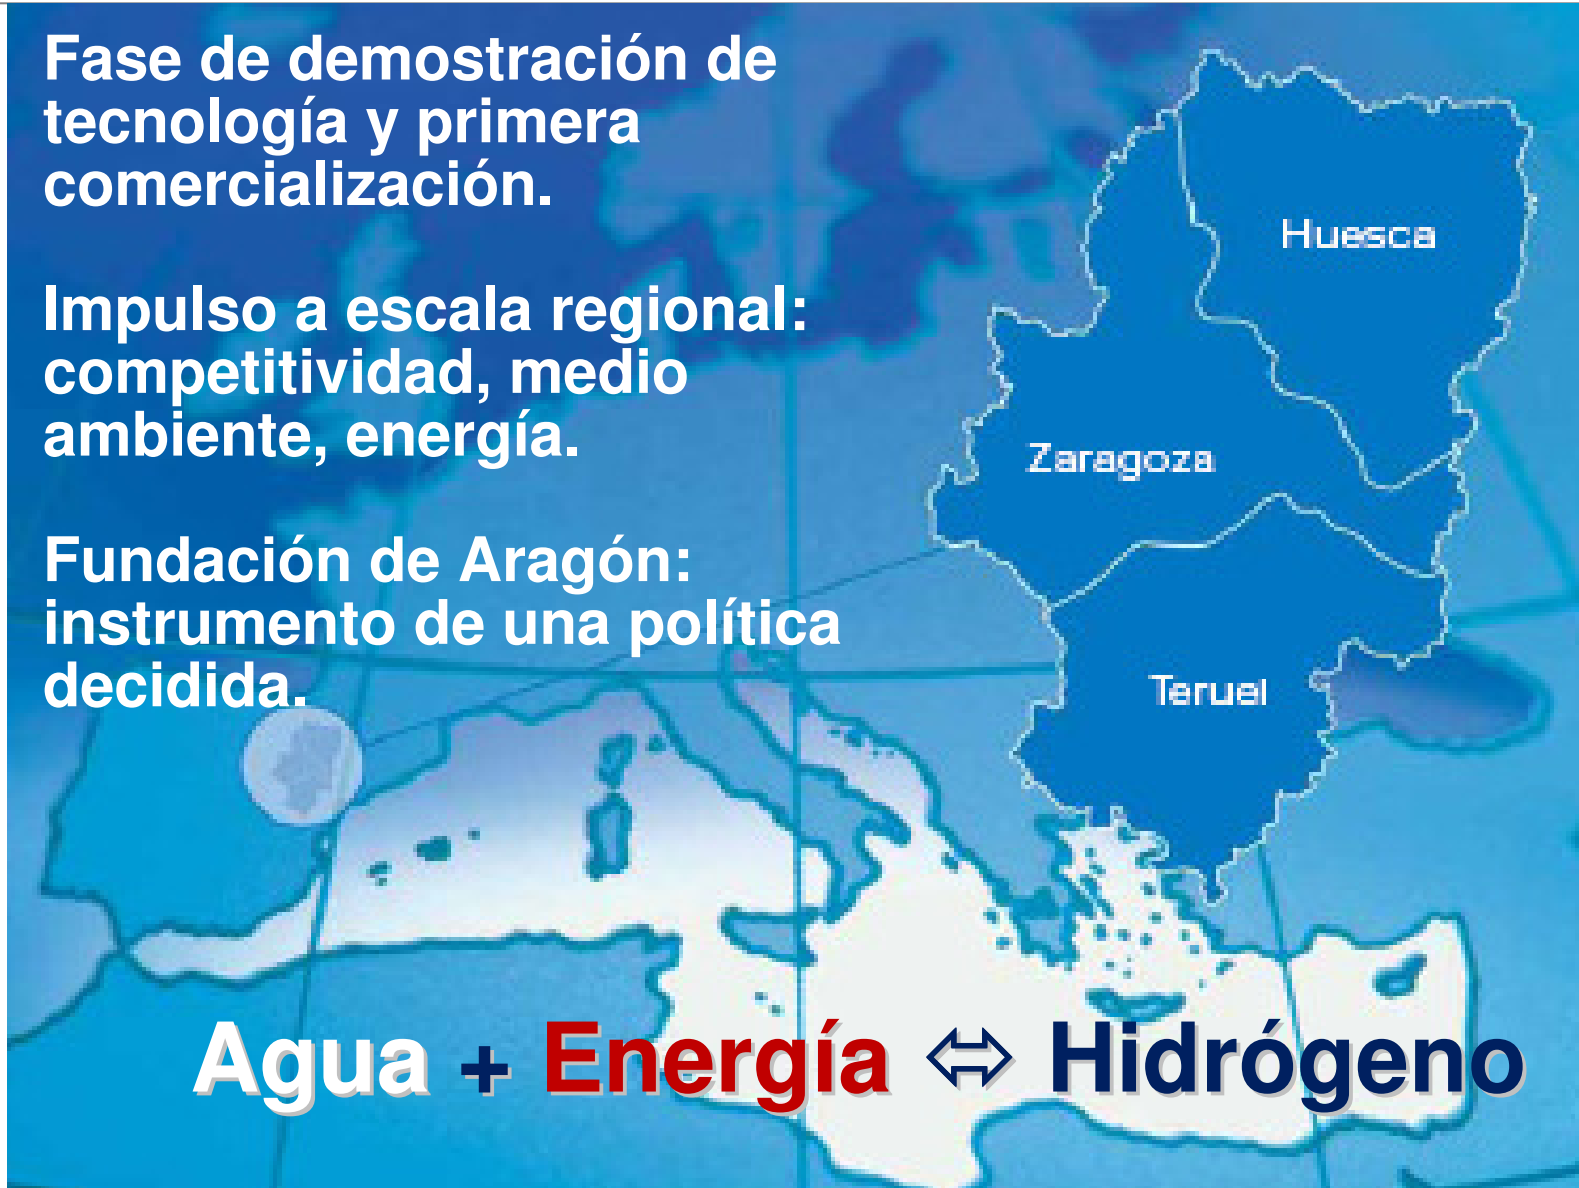 Fase de demostración de
tecnología y primera
comercialización.
Impulso a escala regional:
competitividad, medio
ambiente, energía.
Fundación de Aragón:
instrumento de una política
decidida.
Huesca
Zaragoza
Teruel
Agua + Energía ⬄ Hidrógeno